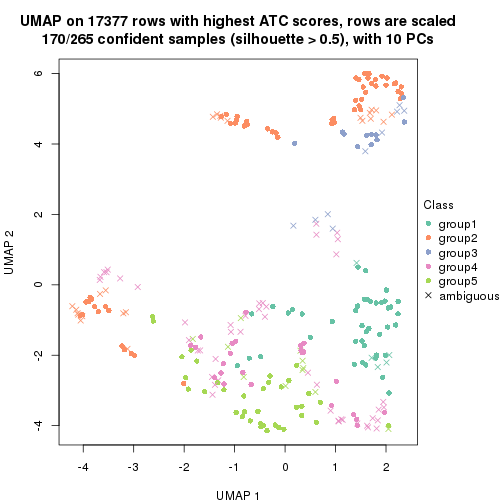 UMAP on 17377 rows with highest ATC scores, rows are scaled
170/265 confident samples (silhouette > 0.5), with 10 PCs
6
4
2
0
-2
-4
UMAP 2
-4
-3
-2
-1
0
1
2
UMAP 1
Class
group1
group2
group3
group4
group5
ambiguous